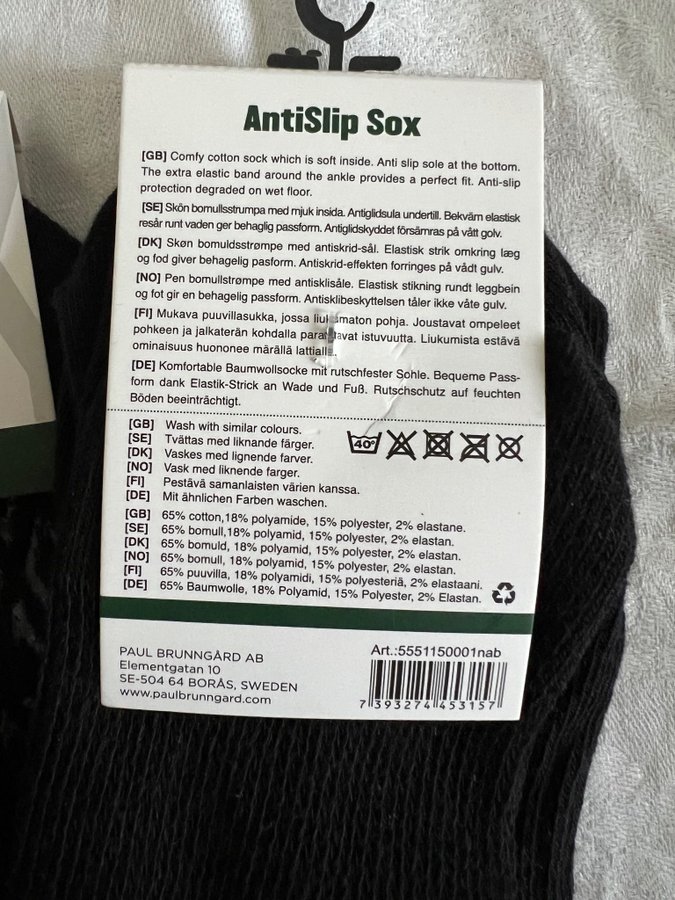 AntiSlip Sox
[GB] Comfy cotton sock which is soft inside. Anti slip sole at the bottom.
The extra elastic band around the ankle provides a perfect fit. Anti-slip
protection degraded on wet floor.
[SE] Skön bomullsstrumpa med mjuk insida. Antiglidsula undertill. Bekväm elastisk
resår runt vaden ger behaglig passform. Antiglidskyddet försämras på vått golv.
[DK] Skøn bomuldsstrømpe med antiskrid-sål. Elastisk strik omkring læg
og fod giver behagelig pasform. Antiskrid-effekten forringes på vådt gulv.
[NO] Pen bomullstrømpe med antisklisåle. Elastisk stikning rundt leggbein
og fot gir en behagelig passform. Antisklibeskyttelsen tåler ikke våte gulv.
[FI] Mukava puuvillasukka, jossa pohja. Joustavat ompeleet
pohkeen ja jalkaterän kohdalla istuvuutta. Liukumista estävä
ominaisuus huononee märällä
[DE] Komfortable Baumwollsocke mit rutschfester Sohle. Bequeme Pass-
form dank Elastik-Strick an Wade und Fuß. Rutschschutz auf feuchten
Böden beeinträchtigt.
[GB] Wash with similar colours.
[SE] Tvättas med liknande färger.
[DK] Vaskes med lignende farver.
[NO] Vask med liknende farger.
[FI] Pestävä samanlaisten värien kanssa.
[DE] Mit ähnlichen Farben waschen.
40°
[GB] 65% cotton,18% polyamide, 15% polyester, 2% elastane.
[SE] 65% bomull,18% polyamid, 15% polyester, 2% elastan.
[DK] 65% bomuld, 18% polyamid, 15% polyester, 2% elastan.
[NO] 65% bomull, 18% polyamid, 15% polyester, 2% elastan.
[FI] 65% puuvilla, 18% polyamidi, 15% polyesteriä, 2% elastaani.
[DE] 65% Baumwolle, 18% Polyamid, 15% Polyester, 2% Elastan.
PAUL BRUNNGÅRD AB
Elementgatan 10
SE-504 64 BORÅS, SWEDEN
www.paulbrunngard.com
Art.:5551150001nab
7 393274 453157